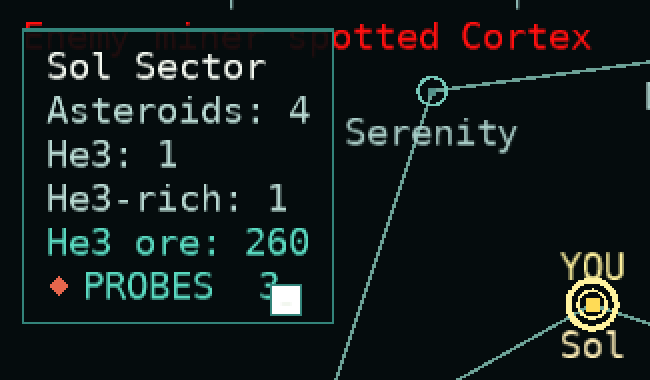 Enemy miner spotted Cortex
Sol Sector
Asteroids: 4
He3: 1
He3-rich: 1
He3 ore: 260
PROBES 3
Serenity
YOU
Sol